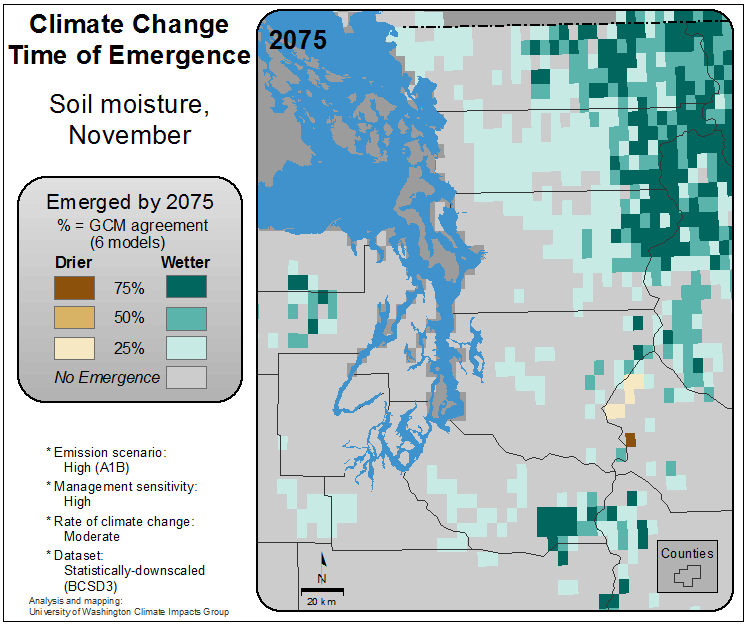 Climate Change
Time of Emergence
Soil moisture,
November
Emerged by 2075
% = GCM agreement
(6 models)
Drier Wetter
75%
50%
25%
No Emergence
* Emission scenario:
High (A1B)
* Management sensitivity:
High
* Rate of climate change:
Moderate
* Dataset:
Statistically-downscaled
(BCSD3)
Analysis and mapping:
University of Washington Climate Impacts Group
2075
N
20 km
Counties